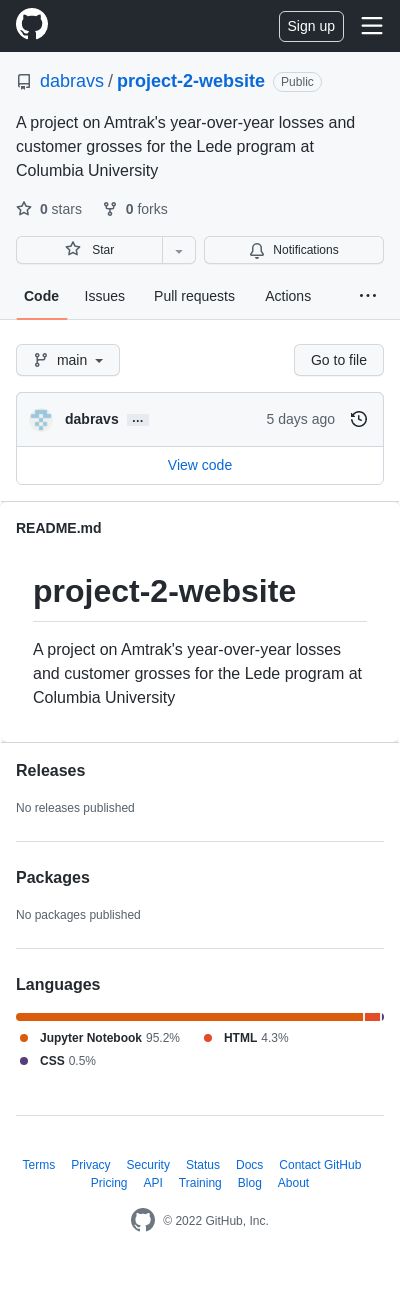 Sign up
dabravs / project-2-website Public
A project on Amtrak's year-over-year losses and
customer grosses for the Lede program at
Columbia University
0 stars 0 forks
Star Notifications
Code Issues Pull requests Actions ...
main Go to file
dabravs ... 5 days ago
View code
README.md
project-2-website
A project on Amtrak's year-over-year losses
and customer grosses for the Lede program at
Columbia University
Releases
No releases published
Packages
No packages published
Languages
Jupyter Notebook 95.2% HTML 4.3%
CSS 0.5%
Terms Privacy Security Status Docs Contact GitHub
Pricing API Training Blog About
© 2022 GitHub, Inc.